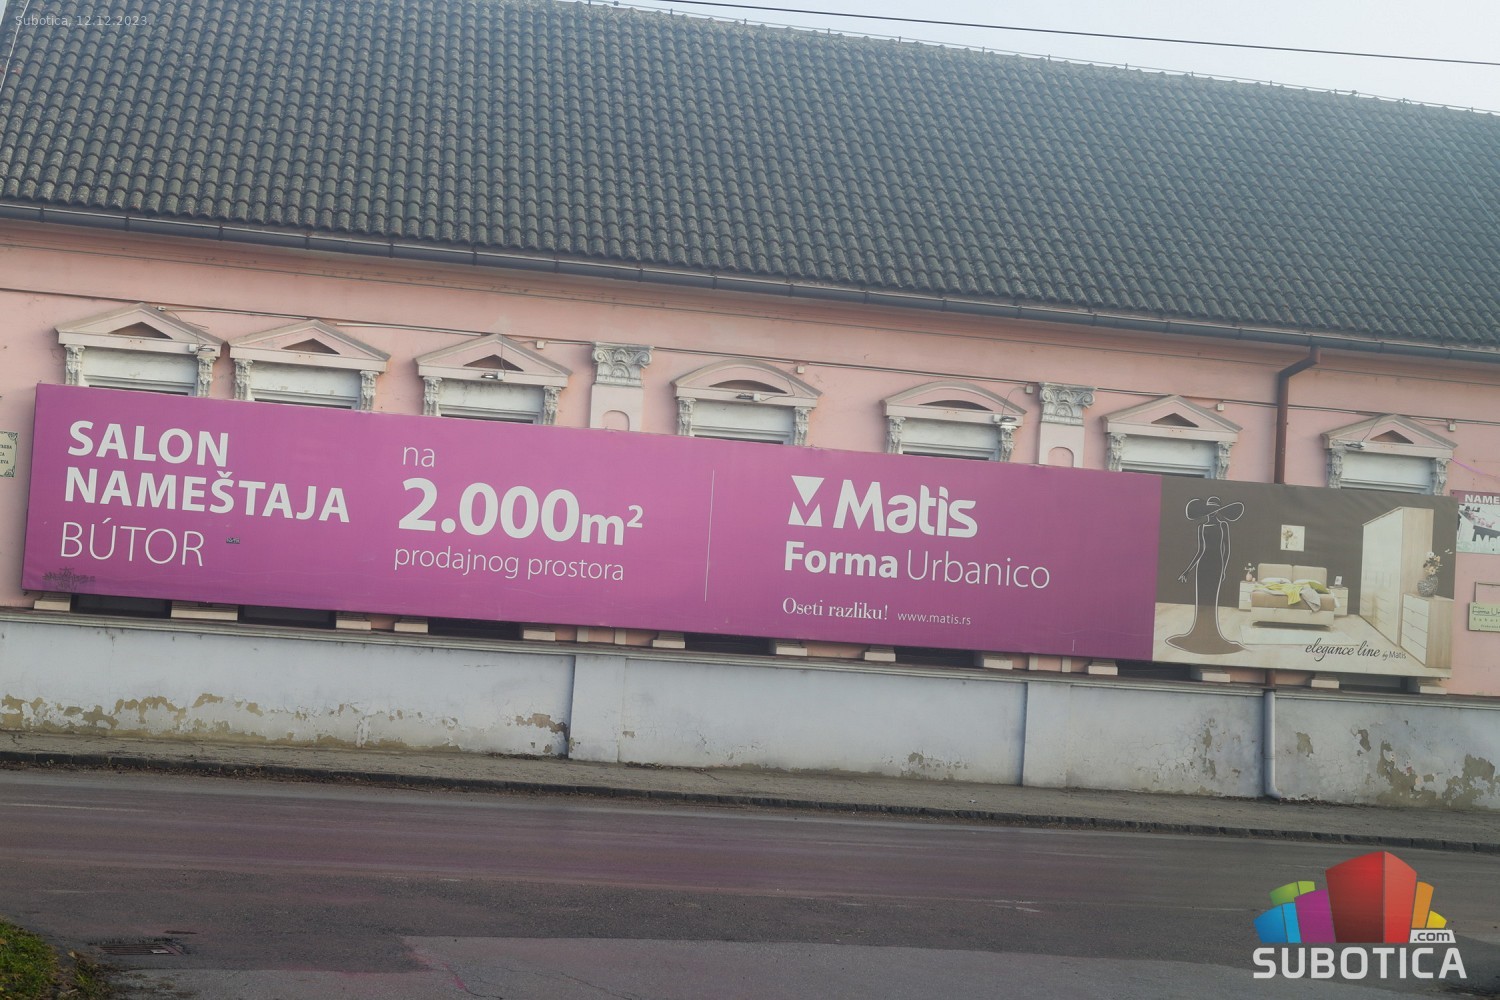 Subotica, 12.12.2023.
SALON
NAMEŠTAJA
BÚTOR
na
2.000m²
prodajnog prostora
Matis
Forma Urbanico
Oseti razliku! www.matis.rs
elegance line by Matis
NAME
.com
SUBOTICA